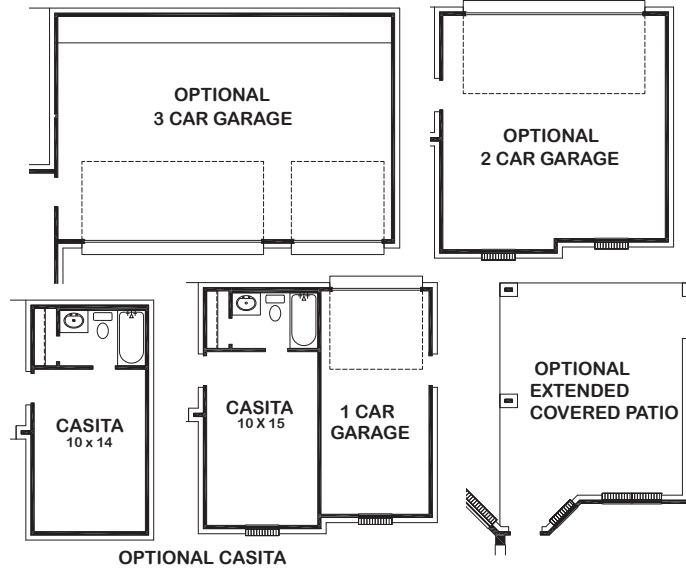 OPTIONAL
3 CAR GARAGE
OPTIONAL
2 CAR GARAGE
CASITA
10 x 14
CASITA
10 X 15
1 CAR
GARAGE
OPTIONAL
EXTENDED
COVERED PATIO
OPTIONAL CASITA